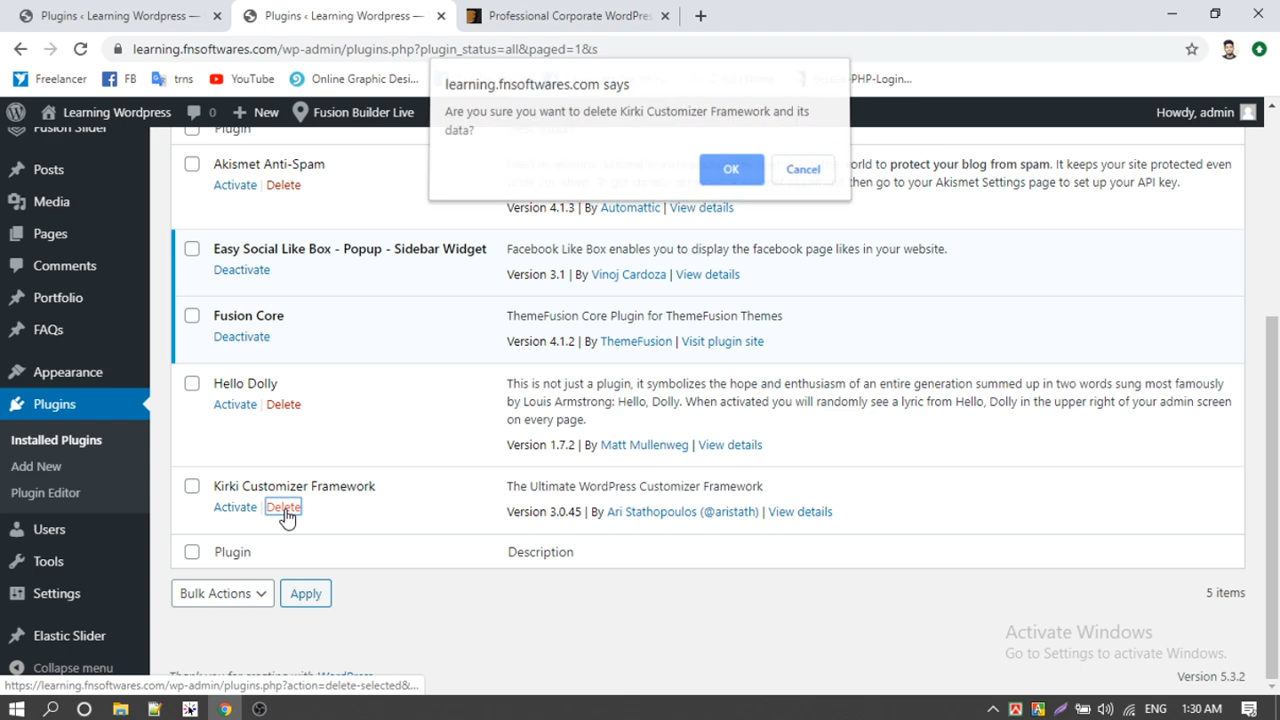 Plugins ‹ Learning Wordpress —
Plugins ‹ Learning Wordpress —
Professional Corporate WordPres
learning.fnsoftwares.com/wp-admin/plugins.php?plugin_status=all&paged=1&s
Freelancer
FB
trns
YouTube
Online Graphic Desi...
-PHP-Login...
learning.fnsoftwares.com says
Are you sure you want to delete Kirki Customizer Framework and its
data?
OK
Cancel
Learning Wordpress
0
New
Fusion Builder Live
Howdy, admin
Fusion Slider
Posts
Media
Pages
Comments
Portfolio
FAQs
Appearance
Plugins
Installed Plugins
Add New
Plugin Editor
Users
Tools
Settings
Elastic Slider
Collapse menu
Plugin
Akismet Anti-Spam
Activate | Delete
world to protect your blog from spam. It keeps your site protected even
then go to your Akismet Settings page to set up your API key.
Version 4.1.3 | By Automattic | View details
Easy Social Like Box - Popup - Sidebar Widget
Deactivate
Facebook Like Box enables you to display the facebook page likes in your website.
Version 3.1 | By Vinoj Cardoza | View details
Fusion Core
Deactivate
ThemeFusion Core Plugin for ThemeFusion Themes
Version 4.1.2 | By ThemeFusion | Visit plugin site
Hello Dolly
Activate | Delete
This is not just a plugin, it symbolizes the hope and enthusiasm of an entire generation summed up in two words sung most famously
by Louis Armstrong: Hello, Dolly. When activated you will randomly see a lyric from Hello, Dolly in the upper right of your admin screen
on every page.
Version 1.7.2 | By Matt Mullenweg | View details
Kirki Customizer Framework
Activate | Delete
The Ultimate WordPress Customizer Framework
Version 3.0.45 | By Ari Stathopoulos (@aristath) | View details
Plugin
Description
Bulk Actions
Apply
5 items
Activate Windows
Go to Settings to activate Windows.
Thank you for creating with WordPress
Version 5.3.2
https://learning.fnsoftwares.com/wp-admin/plugins.php?action=delete-selected&...
ENG
1:30 AM